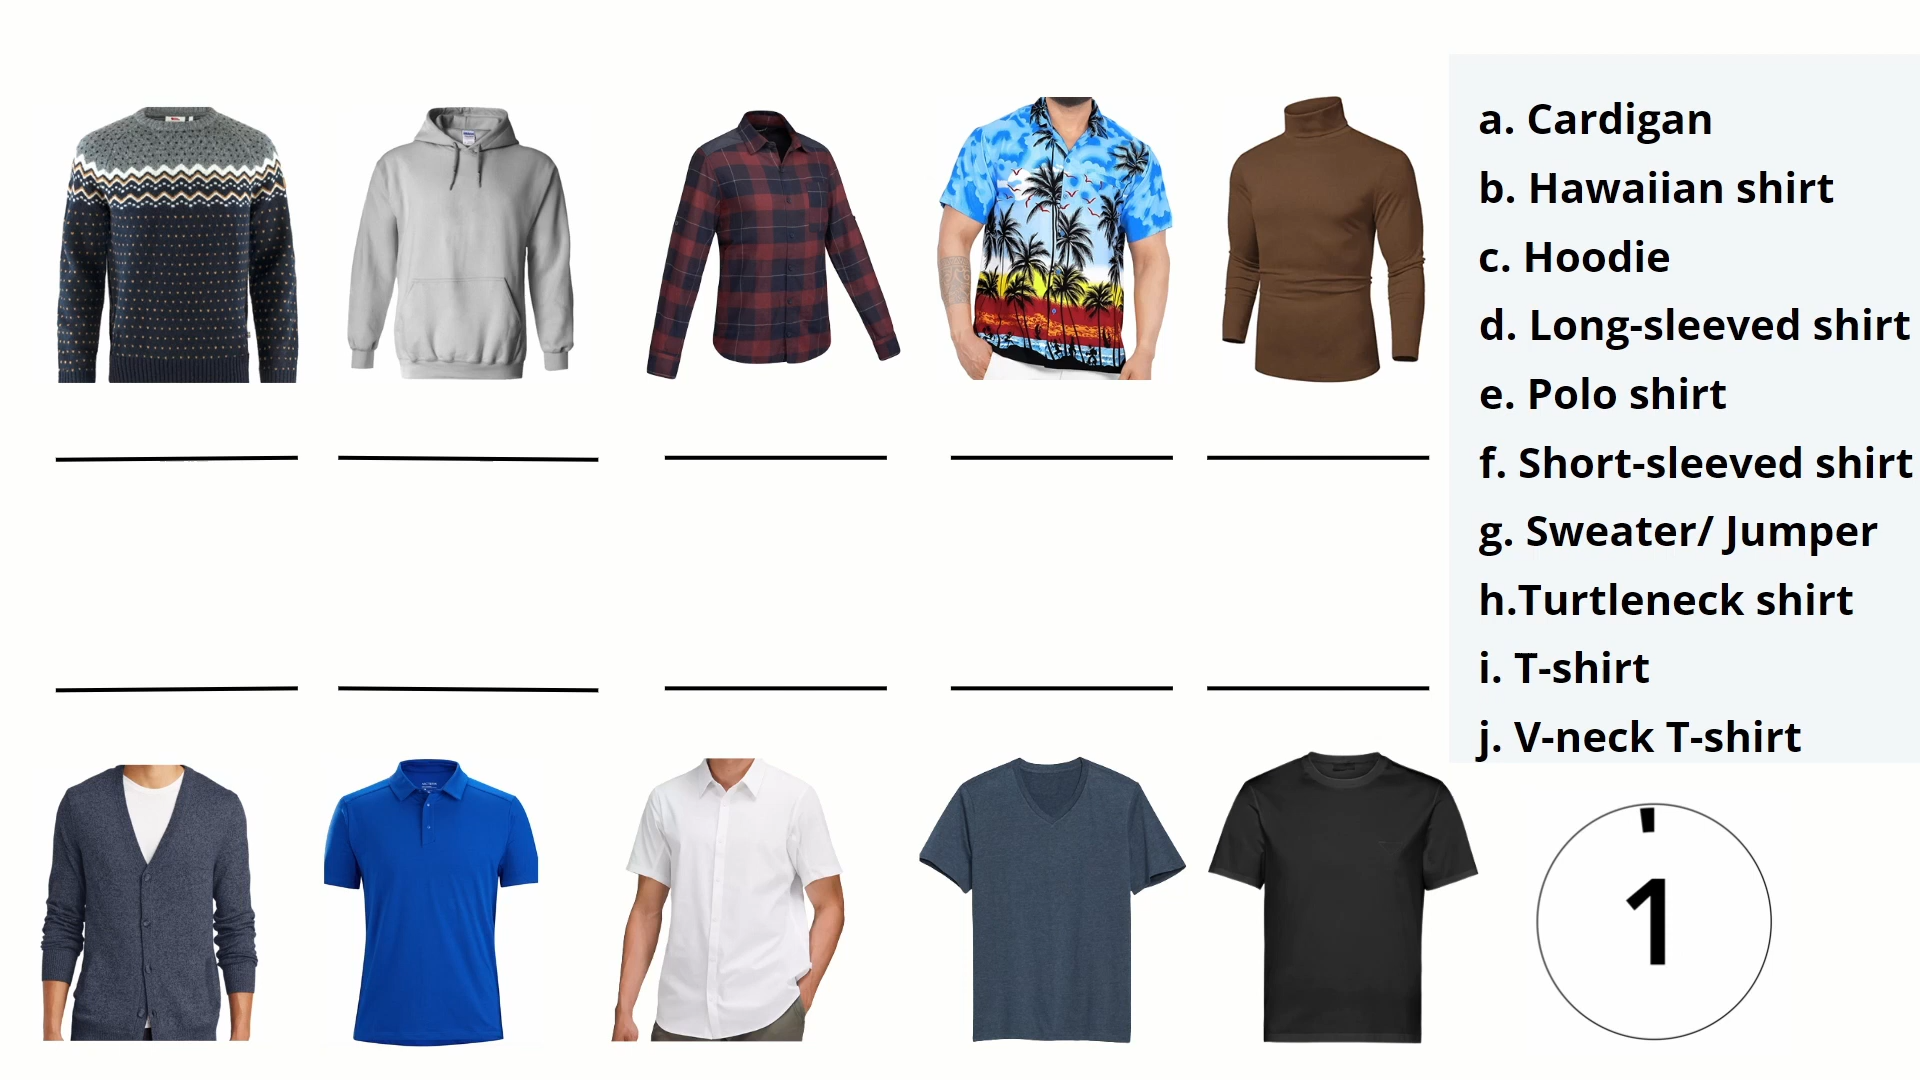 a. Cardigan
b. Hawaiian shirt
c. Hoodie
d. Long-sleeved shirt
e. Polo shirt
f. Short-sleeved shirt
g. Sweater/ Jumper
h.Turtleneck shirt
i. T-shirt
j. V-neck T-shirt
1